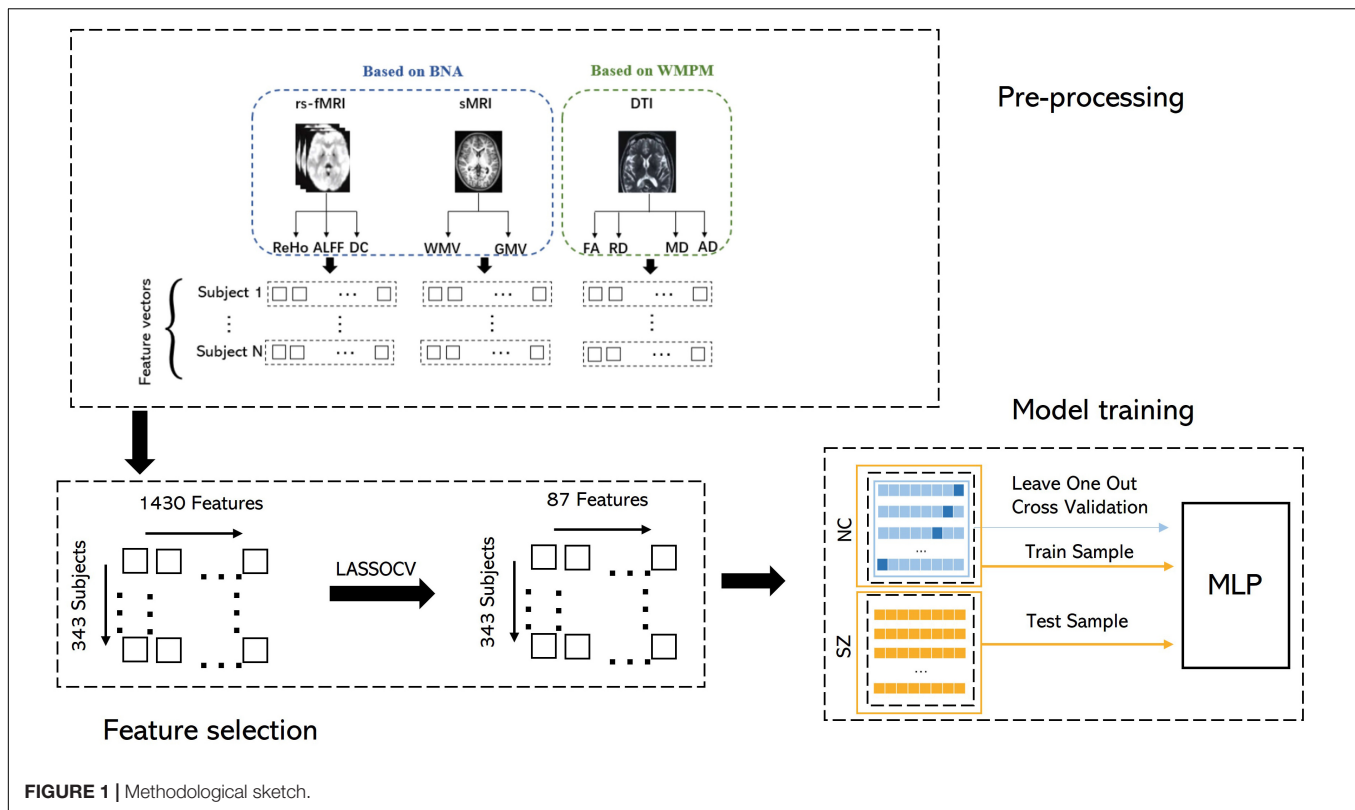 Pre-processing
Based on BNA
Based on WMPM
rs-fMRI
sMRI
DTI
ReHo ALFF DC
WMV GMV
FA RD MD AD
Feature vectors
Subject 1
...
Subject N
...
Feature selection
1430 Features
343 Subjects
LASSOCV
87 Features
343 Subjects
Model training
NC
...
SZ
...
Leave One Out
Cross Validation
Train Sample
Test Sample
MLP
FIGURE 1 | Methodological sketch.